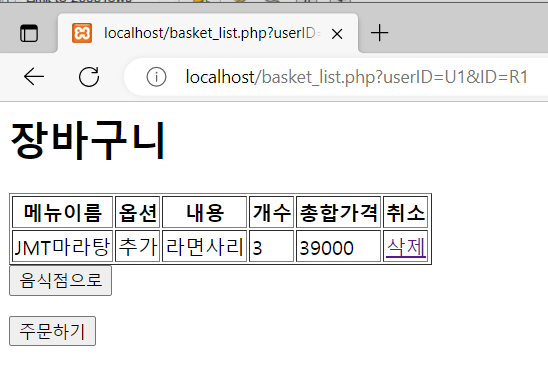 localhost/basket_list.php?userID=
localhost/basket_list.php?userID=U1&ID=R1
장바구니
메뉴이름 옵션 내용 개수 총합가격 취소
JMT마라탕 추가 라면사리 3 39000 삭제
음식점으로
주문하기